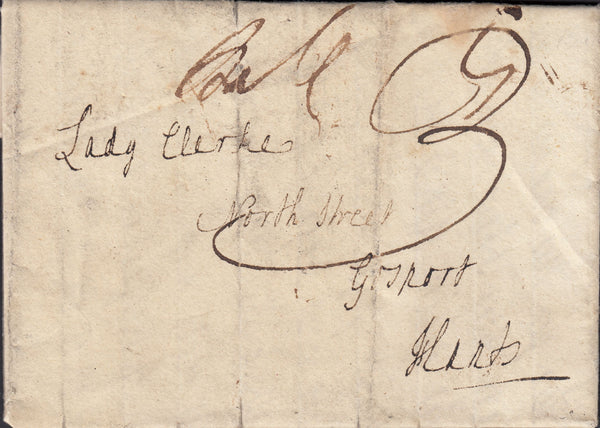 Lady Clerke
North Street
Gosport
Hants